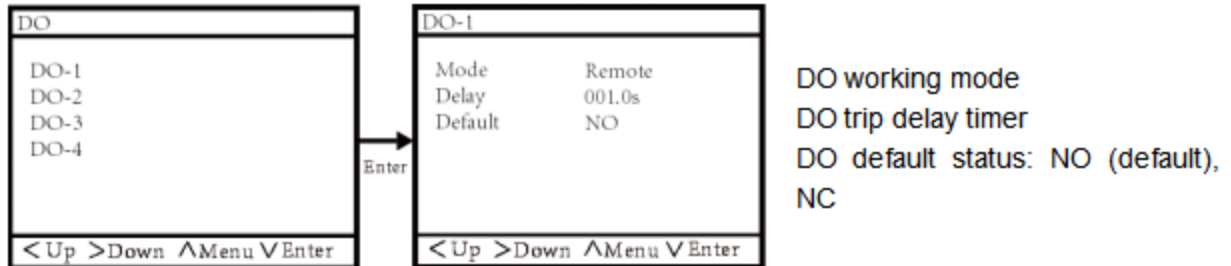 DO
DO-1
DO-2
DO-3
DO-4
<Up >Down ∧Menu ∨Enter
Enter
DO-1
Mode Remote
Delay 001.0s
Default NO
<Up >Down ∧Menu ∨Enter
DO working mode
DO trip delay timer
DO default status: NO (default),
NC